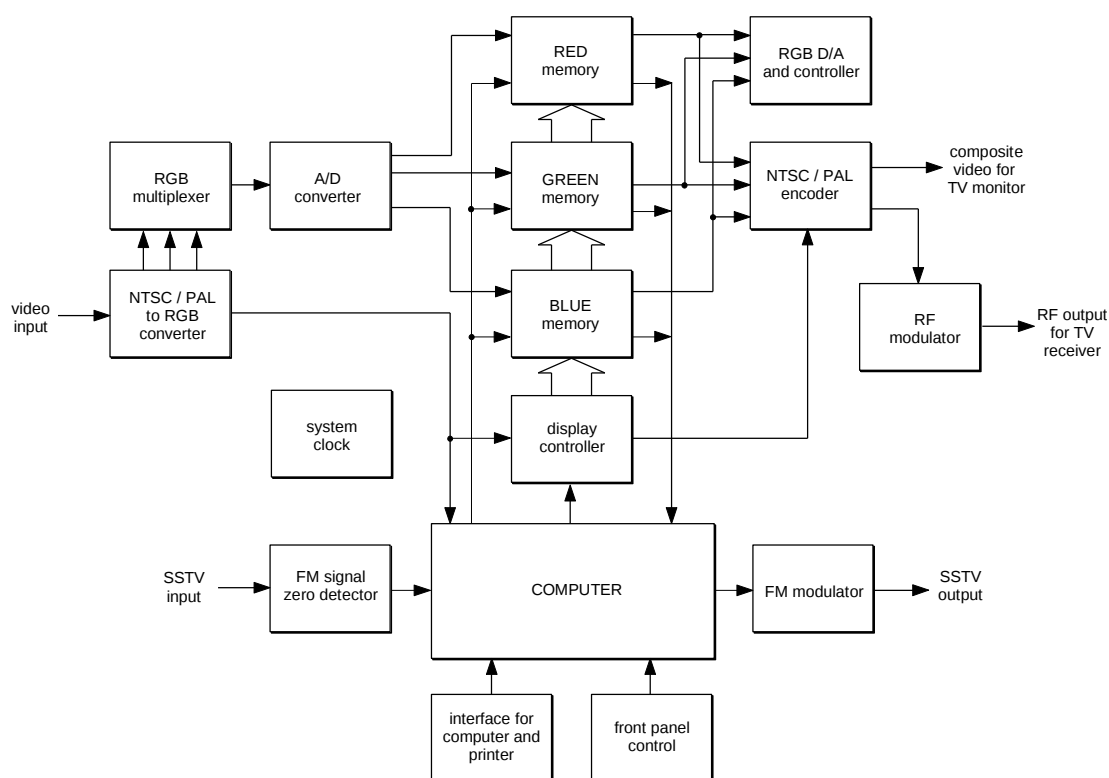 RED
memory
RGB D/A
and controller
RGB
multiplexer
A/D
converter
GREEN
memory
NTSC / PAL
encoder
composite
video for
TV monitor
video
input
NTSC / PAL
to RGB
converter
BLUE
memory
RF
modulator
RF output
for TV
receiver
system
clock
display
controller
SSTV
input
FM signal
zero detector
COMPUTER
FM modulator
SSTV
output
interface for
computer and
printer
front panel
control